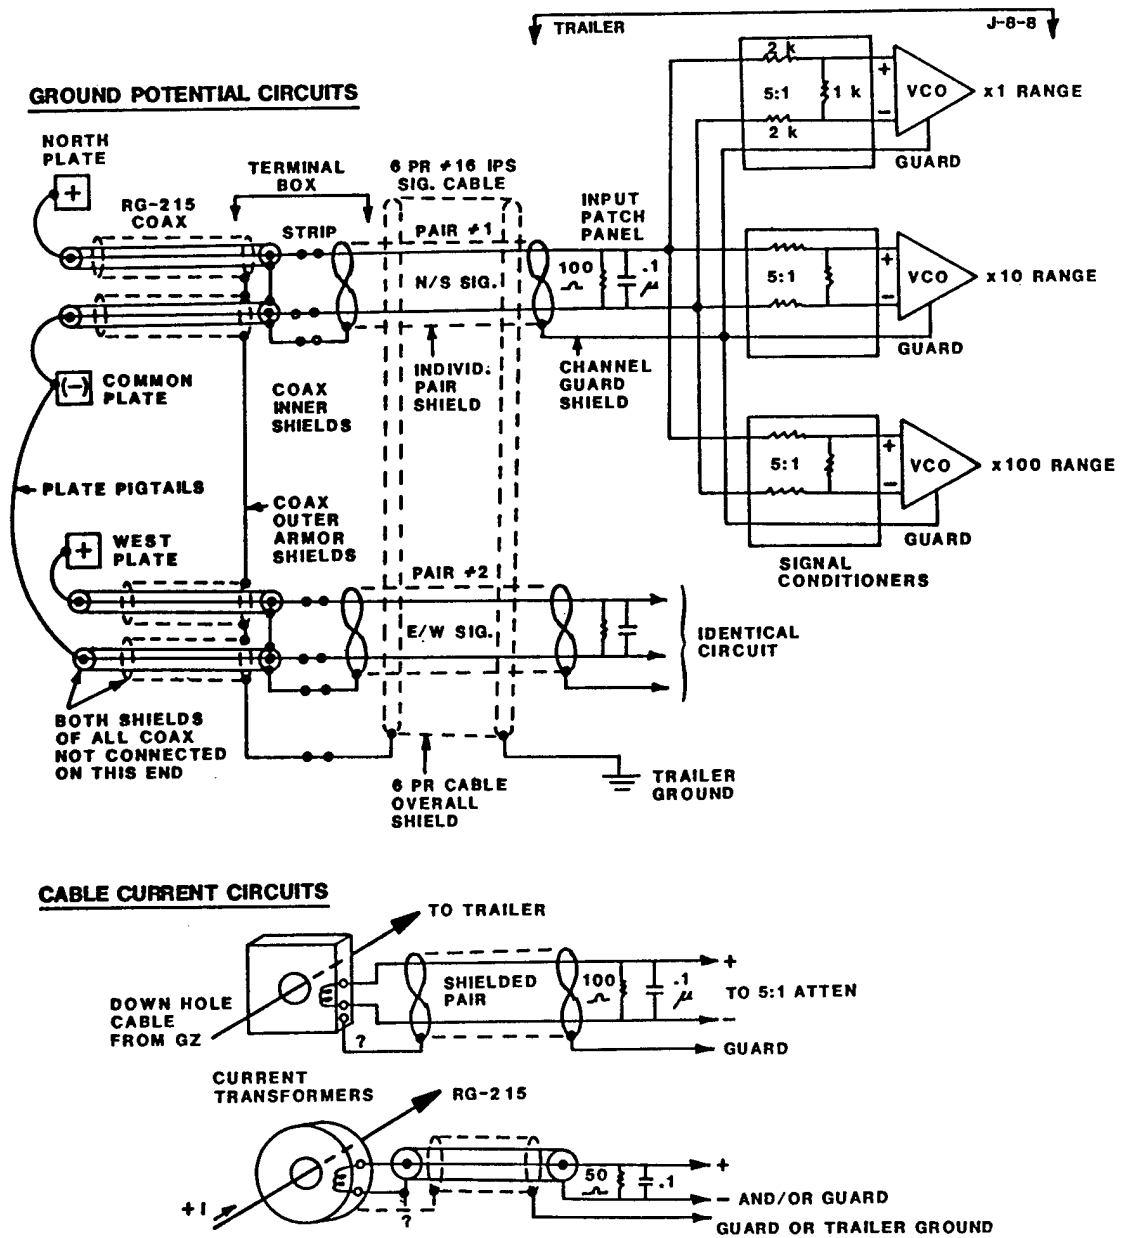 TRAILER
J-8-8
GROUND POTENTIAL CIRCUITS
2 k
5:1
1 k
2 k
+
−
VCO
x1 RANGE
GUARD
NORTH
PLATE
+
RG-215
COAX
TERMINAL
BOX
STRIP
6 PR #16 IPS
SIG. CABLE
PAIR #1
N/S SIG.
INPUT
PATCH
PANEL
100
Ω
.1
μ
5:1
+
−
VCO
x10 RANGE
GUARD
(−)
COMMON
PLATE
COAX
INNER
SHIELDS
INDIVID.
PAIR
SHIELD
CHANNEL
GUARD
SHIELD
5:1
+
−
VCO
x100 RANGE
GUARD
SIGNAL
CONDITIONERS
PLATE PIGTAILS
COAX
OUTER
ARMOR
SHIELDS
+
WEST
PLATE
PAIR #2
E/W SIG.
IDENTICAL
CIRCUIT
BOTH SHIELDS
OF ALL COAX
NOT CONNECTED
ON THIS END
6 PR CABLE
OVERALL
SHIELD
TRAILER
GROUND
CABLE CURRENT CIRCUITS
TO TRAILER
DOWN HOLE
CABLE
FROM GZ
?
SHIELDED
PAIR
100
Ω
.1
μ
+
TO 5:1 ATTEN
−
GUARD
CURRENT
TRANSFORMERS
RG-215
+I
?
50
Ω
.1
+
− AND/OR GUARD
GUARD OR TRAILER GROUND